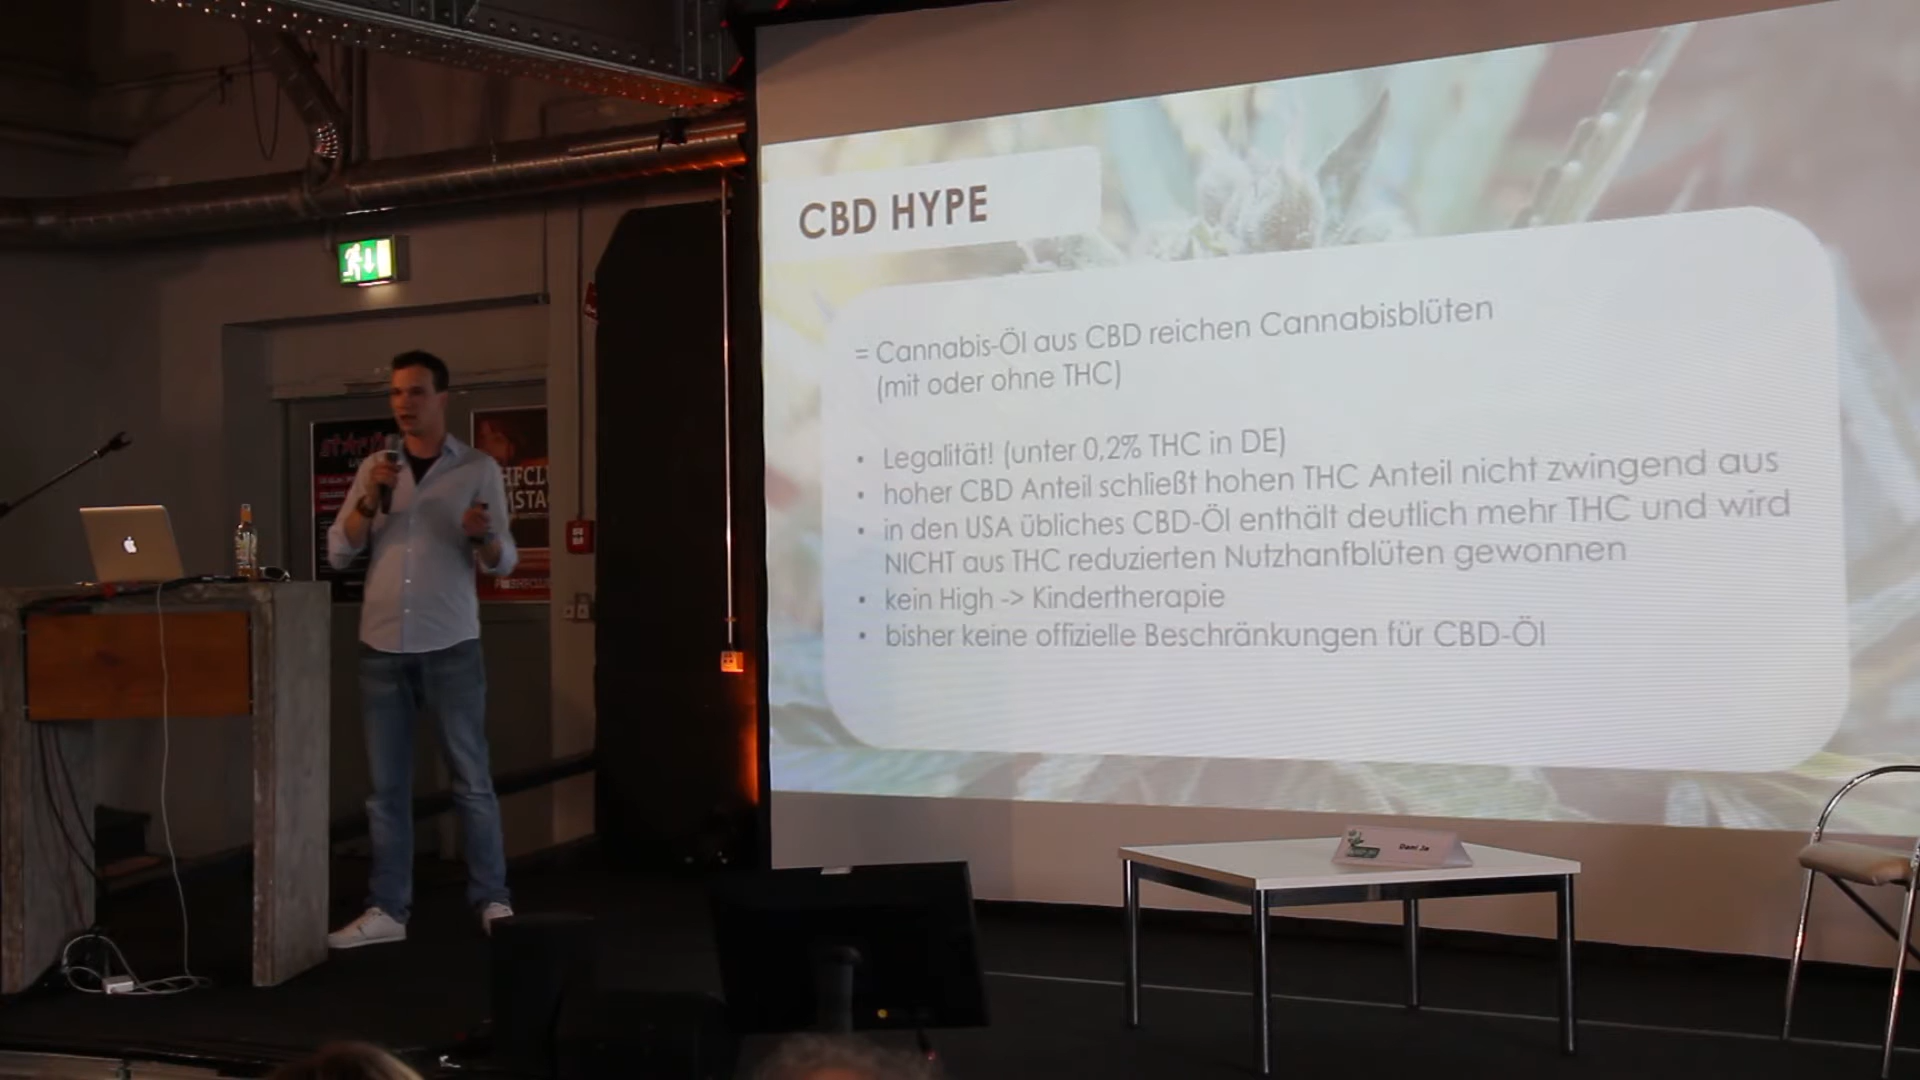 CBD HYPE
= Cannabis-Öl aus CBD reichen Cannabisblüten
(mit oder ohne THC)
• Legalität! (unter 0,2% THC in DE)
• hoher CBD Anteil schließt hohen THC Anteil nicht zwingend aus
• in den USA übliches CBD-Öl enthält deutlich mehr THC und wird
NICHT aus THC reduzierten Nutzhanfblüten gewonnen
• kein High -> Kindertherapie
• bisher keine offizielle Beschränkungen für CBD-Öl